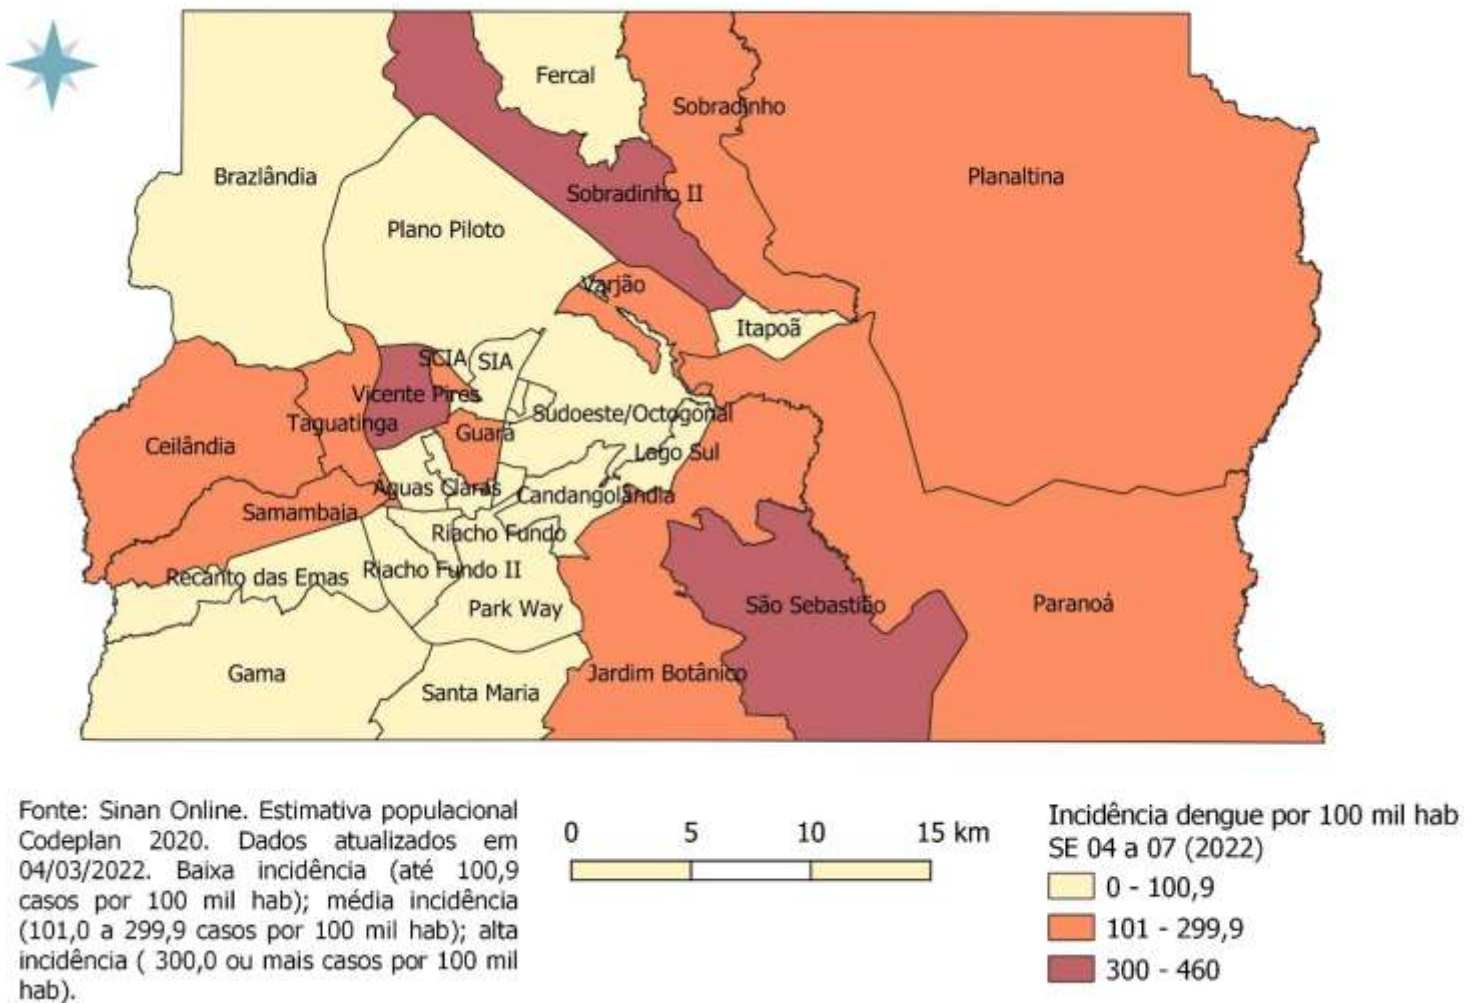 Fercal
Sobradinho
Brazlândia
Planaltina
Sobradinho II
Plano Piloto
Varjão
Itapoã
SCIA
SIA
Vicente Pires
Sudoeste/Octogonal
Taguatinga
Guará
Ceilândia
Lago Sul
Águas Claras
Candangolândia
Samambaia
Riacho Fundo
Recanto das Emas
Riacho Fundo II
Park Way
São Sebastião
Paranoá
Gama
Jardim Botânico
Santa Maria
Fonte: Sinan Online. Estimativa populacional
Codeplan 2020. Dados atualizados em
04/03/2022. Baixa incidência (até 100,9
casos por 100 mil hab); média incidência
(101,0 a 299,9 casos por 100 mil hab); alta
incidência ( 300,0 ou mais casos por 100 mil
hab).
0 5 10 15 km
Incidência dengue por 100 mil hab
SE 04 a 07 (2022)
0 - 100,9
101 - 299,9
300 - 460